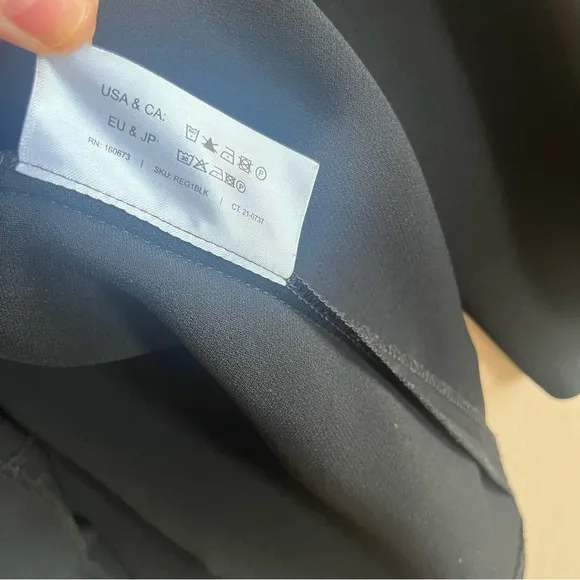 USA & CA:
EU & JP:
RN: 160673 | SKU: REG1BLK | CT: 21-0737